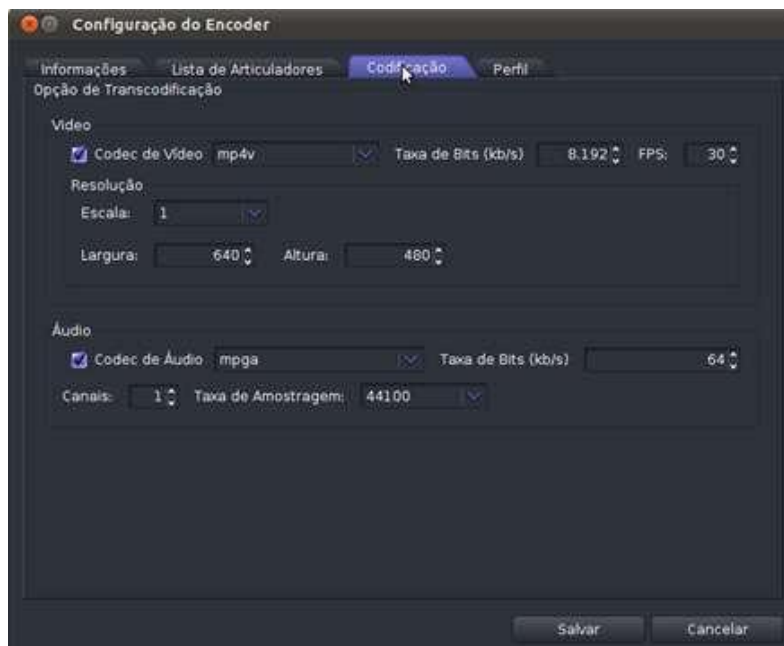 Configuração do Encoder
Informações Lista de Articuladores Codificação Perfil
Opção de Transcodificação
Video
Codec de Vídeo mp4v Taxa de Bits (kb/s) 8.192 FPS: 30
Resolução
Escala: 1
Largura: 640 Altura: 480
Áudio
Codec de Áudio mpga Taxa de Bits (kb/s) 64
Canais: 1 Taxa de Amostragem: 44100
Salvar Cancelar